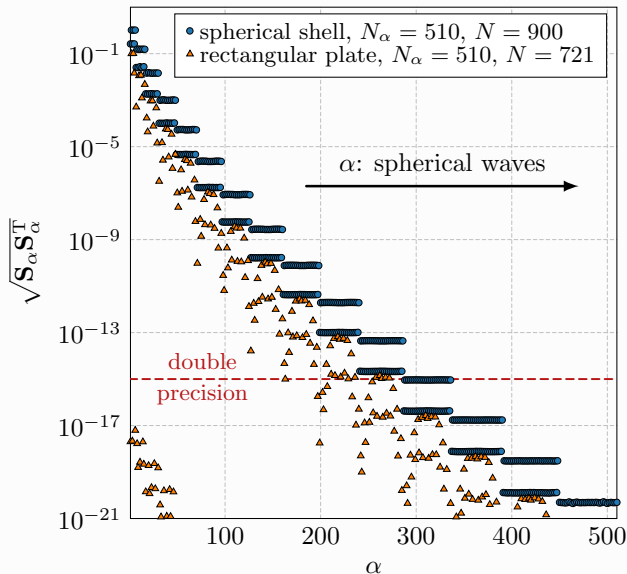 spherical shell, N_α = 510, N = 900
rectangular plate, N_α = 510, N = 721
α: spherical waves
double
precision
√(S_α S_α^T)
10^−1
10^−5
10^−9
10^−13
10^−17
10^−21
100 200 300 400 500
α